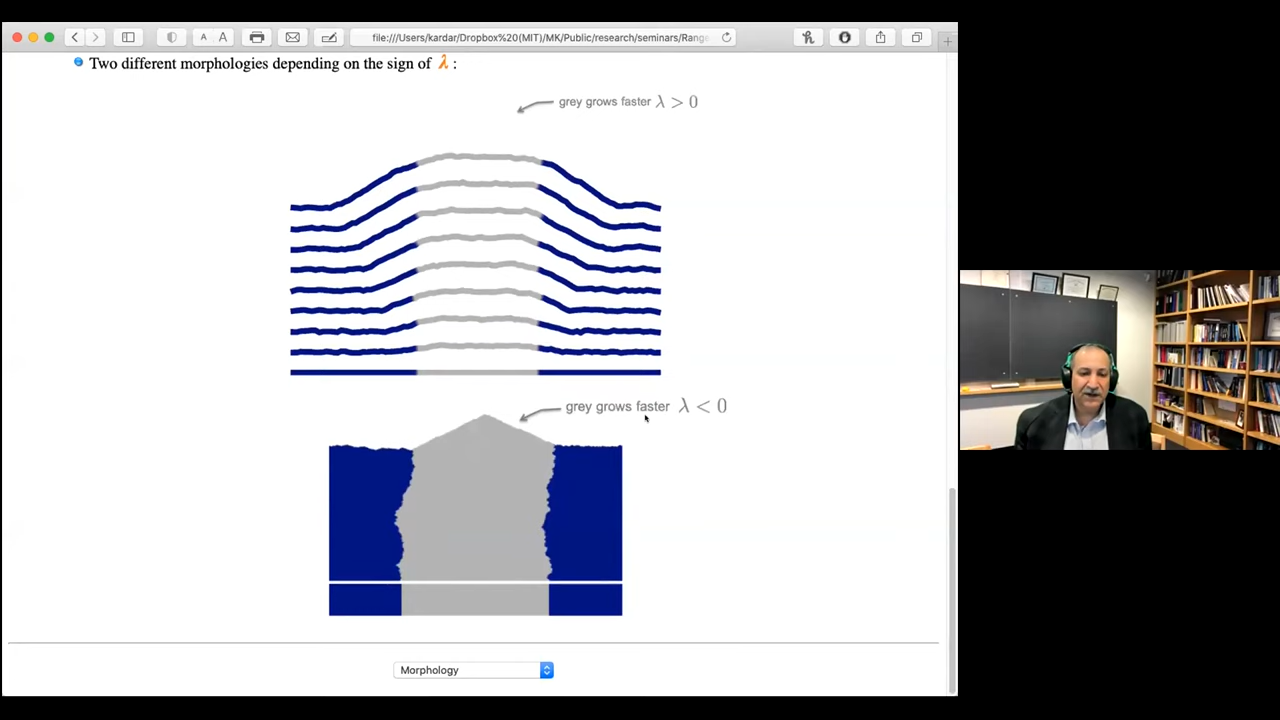 A A
file:///Users/kardar/Dropbox%20(MIT)/MK/Public/research/seminars/Rang
Two different morphologies depending on the sign of λ :
grey grows faster λ > 0
grey grows faster λ < 0
Morphology